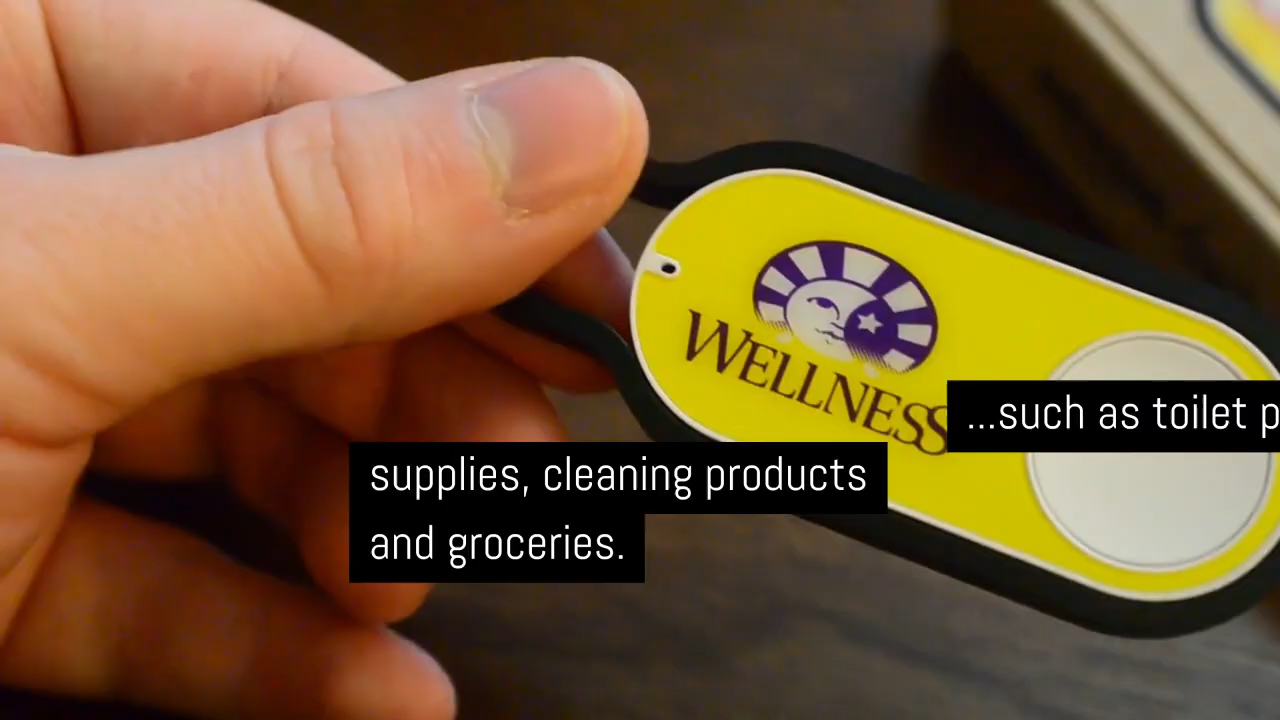 WELLNESS
...such as toilet p
supplies, cleaning products
and groceries.